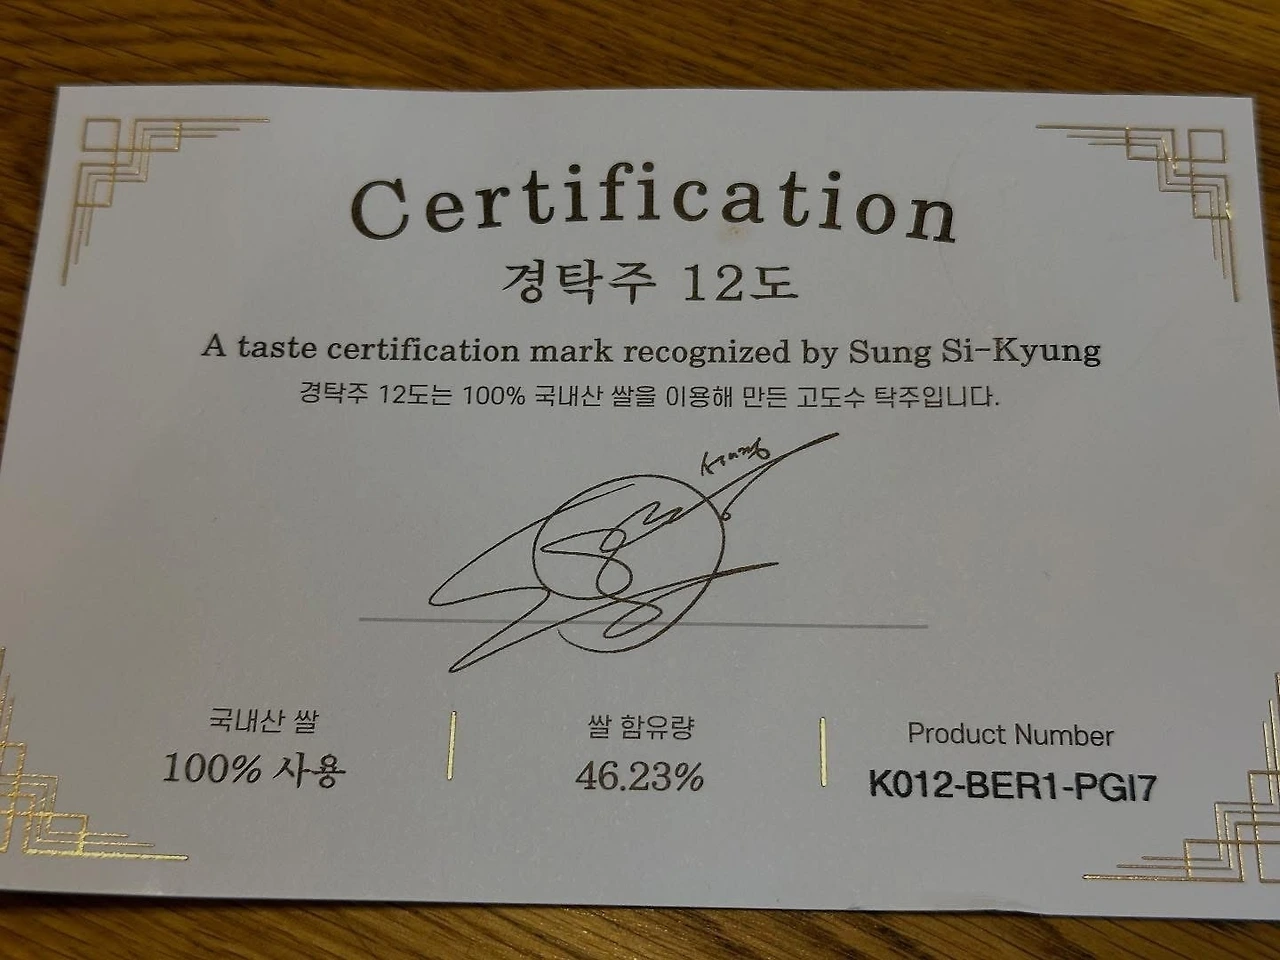 Certification
경탁주 12도
A taste certification mark recognized by Sung Si-Kyung
경탁주 12도는 100% 국내산 쌀을 이용해 만든 고도수 탁주입니다.
국내산 쌀
100% 사용
쌀 함유량
46.23%
Product Number
K012-BER1-PGI7